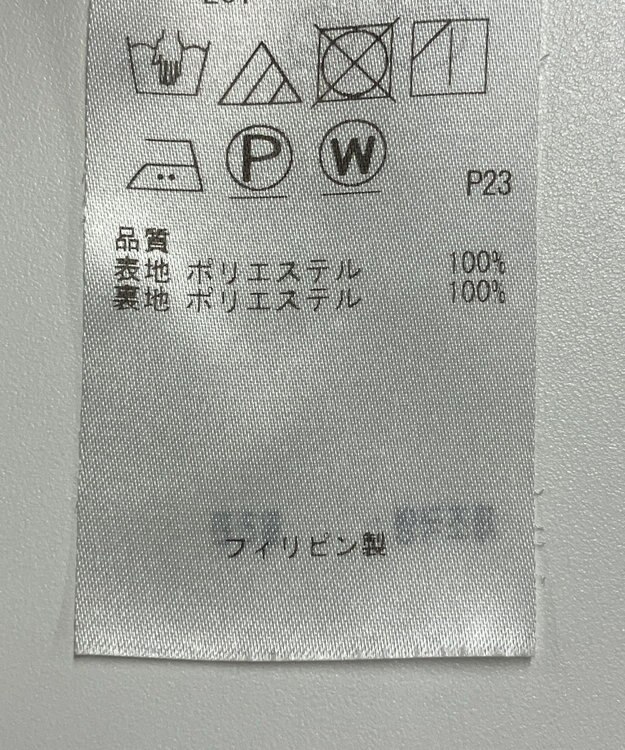 P W
P23
品質
表地 ポリエステル 100%
裏地 ポリエステル 100%
フィリピン製